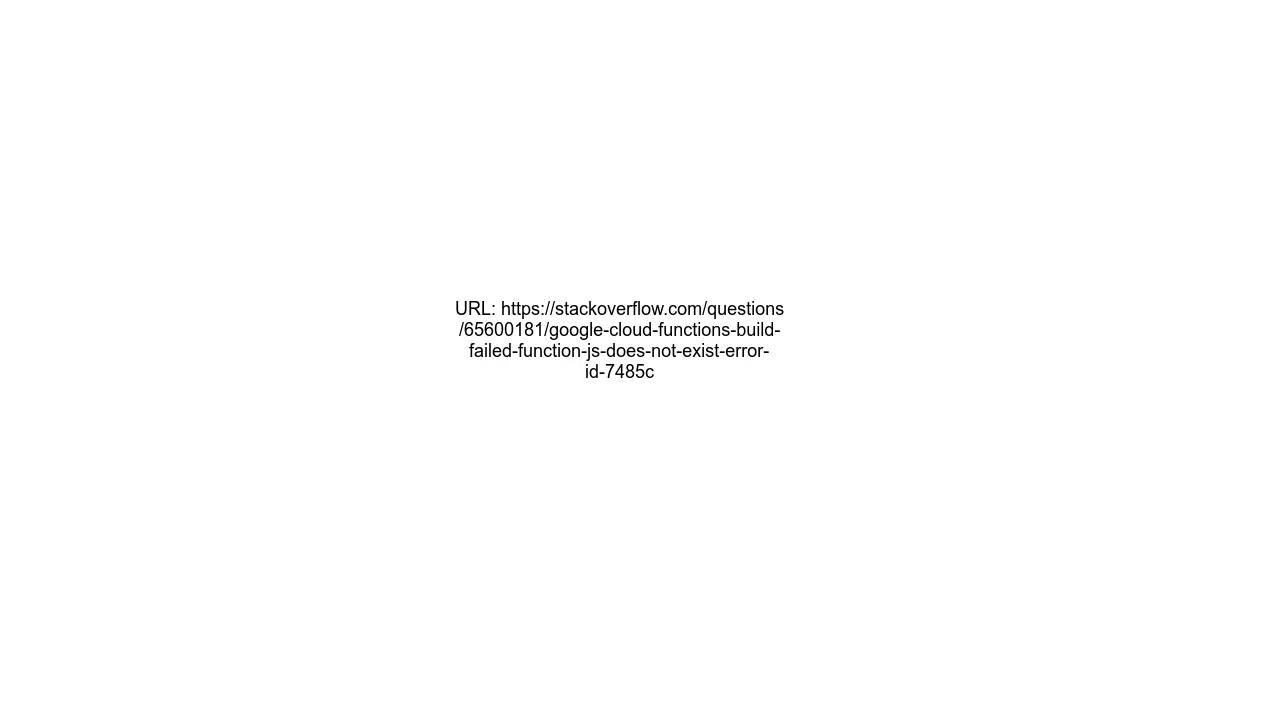 URL: https://stackoverflow.com/questions
/65600181/google-cloud-functions-build-
failed-function-js-does-not-exist-error-
id-7485c